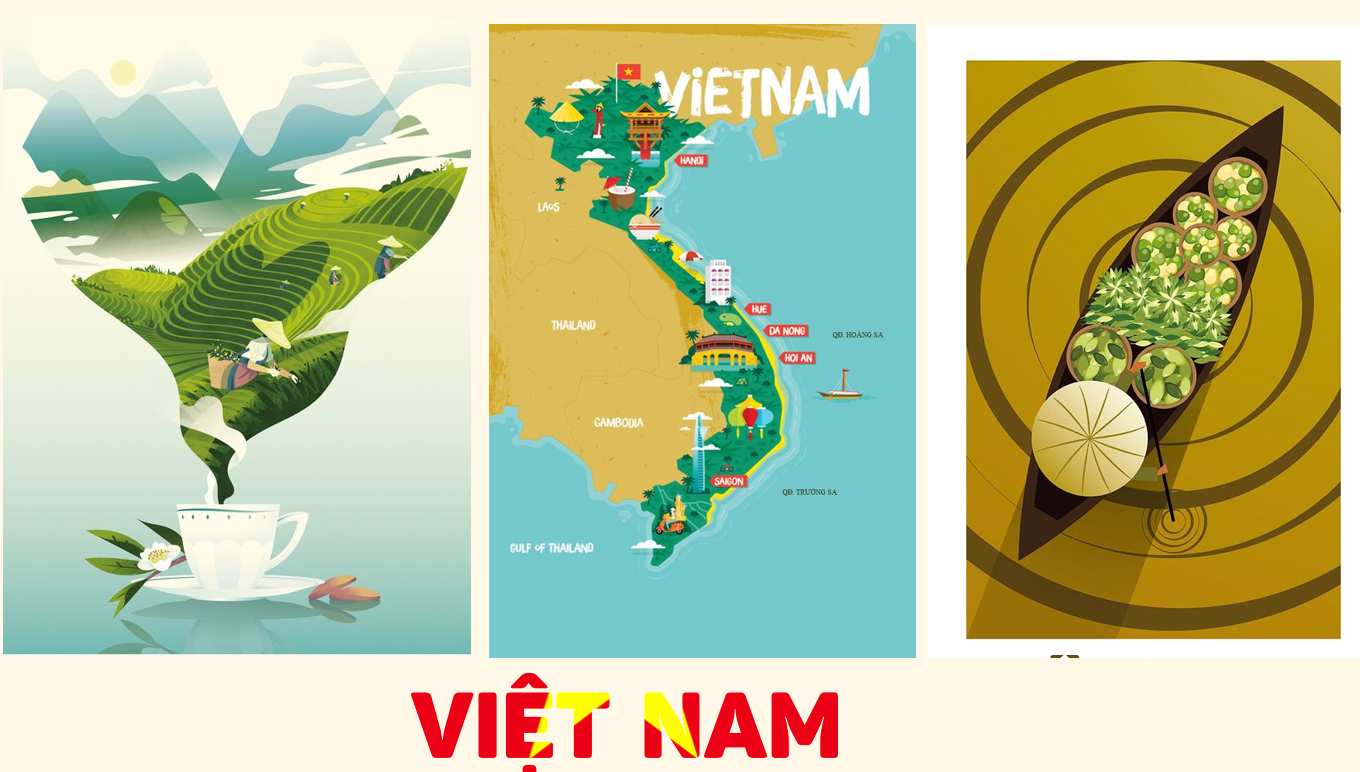 VIETNAM
HANOI
LAOS
HUE
DA NONG
THAILAND
QĐ. HOÀNG SA
HOI AN
CAMBODIA
SAIGON
QĐ. TRƯỜNG SA
GULF OF THAILAND
VIỆT NAM